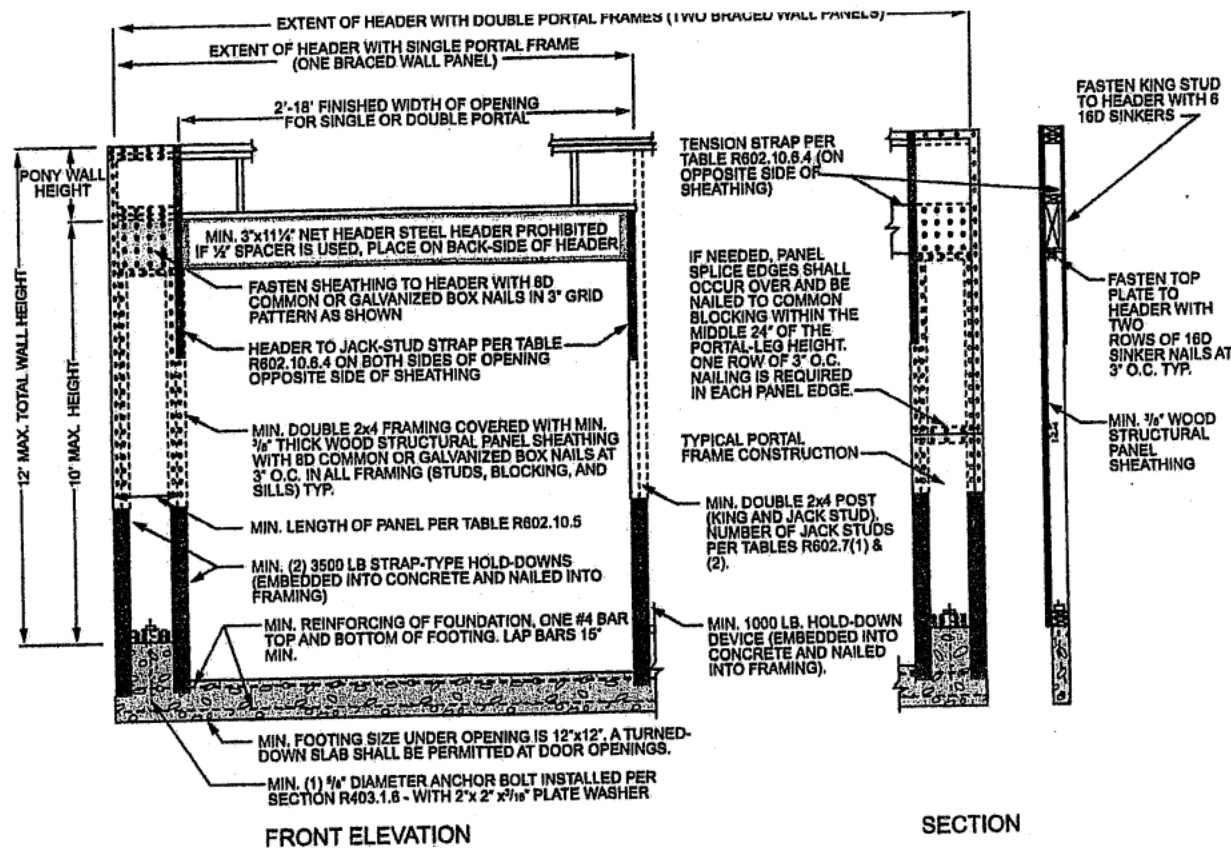 EXTENT OF HEADER WITH DOUBLE PORTAL FRAMES (TWO BRACED WALL PANELS)
EXTENT OF HEADER WITH SINGLE PORTAL FRAME
(ONE BRACED WALL PANEL)
2'-18' FINISHED WIDTH OF OPENING
FOR SINGLE OR DOUBLE PORTAL
PONY WALL
HEIGHT
12' MAX. TOTAL WALL HEIGHT
10' MAX. HEIGHT
MIN. 3"x11¼" NET HEADER STEEL HEADER PROHIBITED
IF ½" SPACER IS USED, PLACE ON BACK-SIDE OF HEADER
FASTEN SHEATHING TO HEADER WITH 8D
COMMON OR GALVANIZED BOX NAILS IN 3" GRID
PATTERN AS SHOWN
HEADER TO JACK-STUD STRAP PER TABLE
R602.10.6.4 ON BOTH SIDES OF OPENING
OPPOSITE SIDE OF SHEATHING
MIN. DOUBLE 2x4 FRAMING COVERED WITH MIN.
³/₈" THICK WOOD STRUCTURAL PANEL SHEATHING
WITH 8D COMMON OR GALVANIZED BOX NAILS AT
3" O.C. IN ALL FRAMING (STUDS, BLOCKING, AND
SILLS) TYP.
MIN. LENGTH OF PANEL PER TABLE R602.10.5
MIN. (2) 3500 LB STRAP-TYPE HOLD-DOWNS
(EMBEDDED INTO CONCRETE AND NAILED INTO
FRAMING)
MIN. REINFORCING OF FOUNDATION, ONE #4 BAR
TOP AND BOTTOM OF FOOTING. LAP BARS 15"
MIN.
MIN. FOOTING SIZE UNDER OPENING IS 12"x12". A TURNED-
DOWN SLAB SHALL BE PERMITTED AT DOOR OPENINGS.
MIN. (1) ⁵/₈" DIAMETER ANCHOR BOLT INSTALLED PER
SECTION R403.1.6 - WITH 2"x 2" x³/₁₆" PLATE WASHER
FRONT ELEVATION
TENSION STRAP PER
TABLE R602.10.6.4 (ON
OPPOSITE SIDE OF
SHEATHING)
IF NEEDED, PANEL
SPLICE EDGES SHALL
OCCUR OVER AND BE
NAILED TO COMMON
BLOCKING WITHIN THE
MIDDLE 24" OF THE
PORTAL-LEG HEIGHT.
ONE ROW OF 3" O.C.
NAILING IS REQUIRED
IN EACH PANEL EDGE.
TYPICAL PORTAL
FRAME CONSTRUCTION
MIN. DOUBLE 2x4 POST
(KING AND JACK STUD).
NUMBER OF JACK STUDS
PER TABLES R602.7(1) &
(2).
MIN. 1000 LB. HOLD-DOWN
DEVICE (EMBEDDED INTO
CONCRETE AND NAILED
INTO FRAMING).
FASTEN KING STUD
TO HEADER WITH 6
16D SINKERS
FASTEN TOP
PLATE TO
HEADER WITH
TWO
ROWS OF 16D
SINKER NAILS AT
3" O.C. TYP.
MIN. ³/₈" WOOD
STRUCTURAL
PANEL
SHEATHING
SECTION